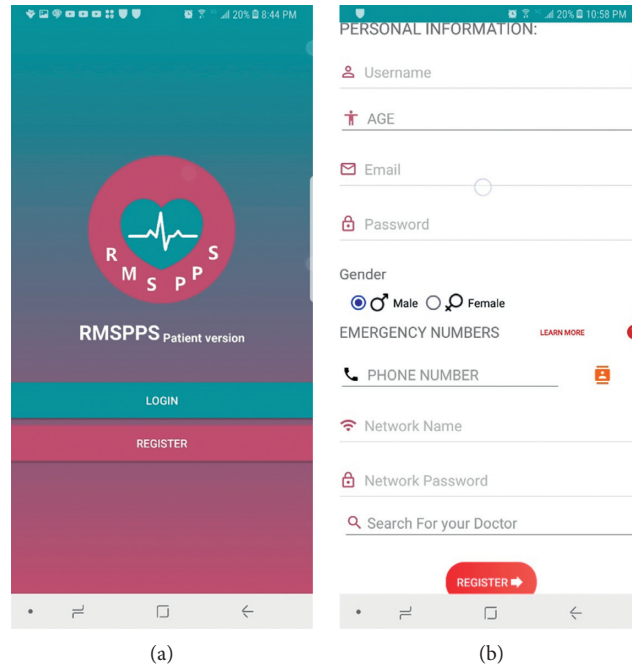 20% 8:44 PM
R M S P P S
RMSPPS Patient version
LOGIN
REGISTER
(a)
20% 10:58 PM
PERSONAL INFORMATION:
Username
AGE
Email
Password
Gender
Male Female
EMERGENCY NUMBERS LEARN MORE
PHONE NUMBER
Network Name
Network Password
Search For your Doctor
REGISTER
(b)